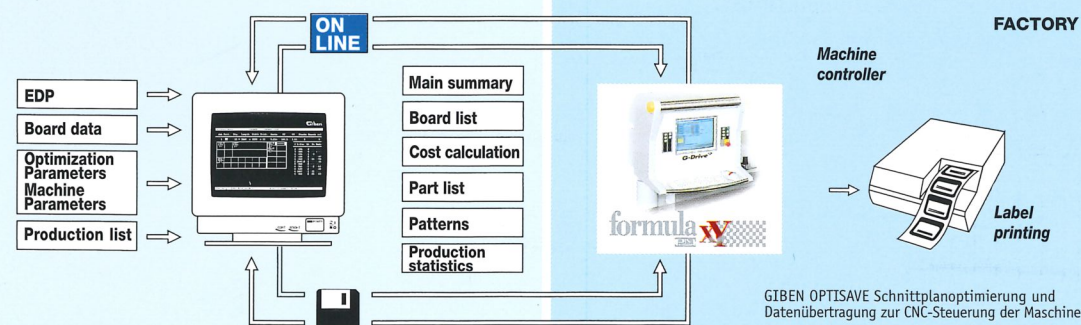 ON
LINE
FACTORY
Machine
controller
EDP
Board data
Optimization
Parameters
Machine
Parameters
Production list
Giben
Main summary
Board list
Cost calculation
Part list
Patterns
Production
statistics
G-Drive
formula xy
Label
printing
GIBEN OPTISAVE Schnittplanoptimierung und
Datenübertragung zur CNC-Steuerung der Maschine